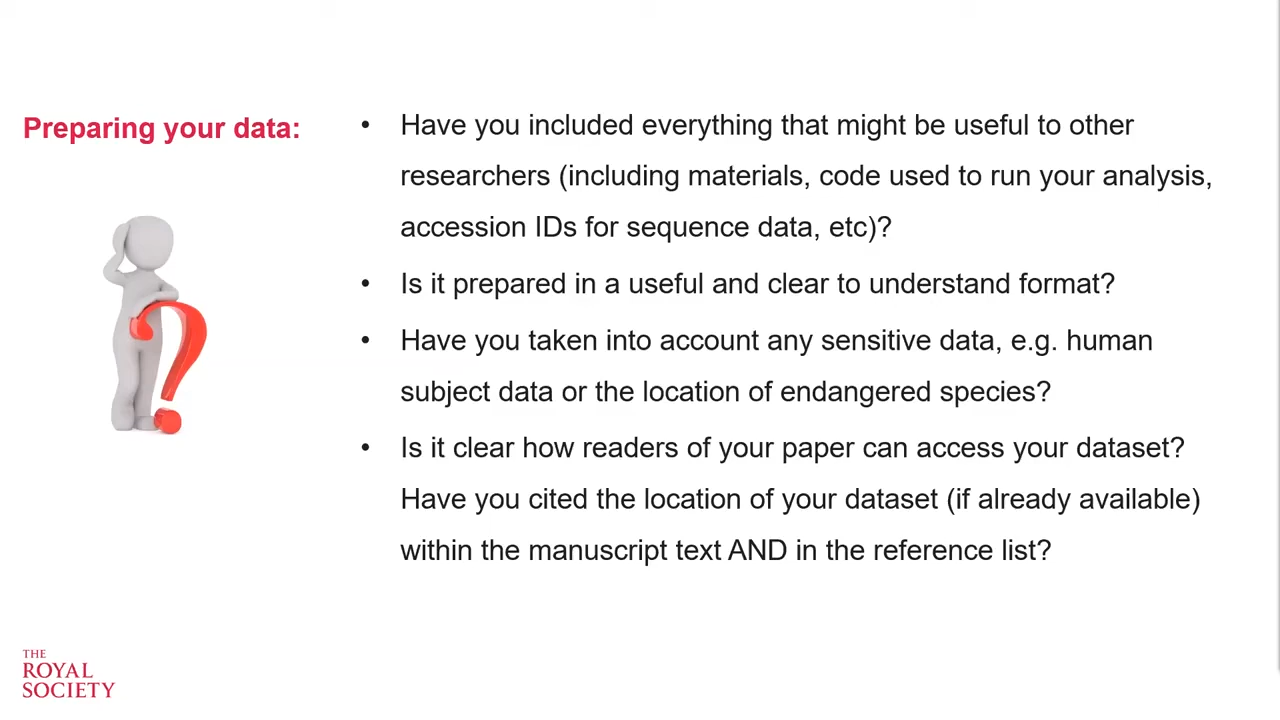 Preparing your data:
• Have you included everything that might be useful to other
researchers (including materials, code used to run your analysis,
accession IDs for sequence data, etc)?
• Is it prepared in a useful and clear to understand format?
• Have you taken into account any sensitive data, e.g. human
subject data or the location of endangered species?
• Is it clear how readers of your paper can access your dataset?
Have you cited the location of your dataset (if already available)
within the manuscript text AND in the reference list?
THE
ROYAL
SOCIETY